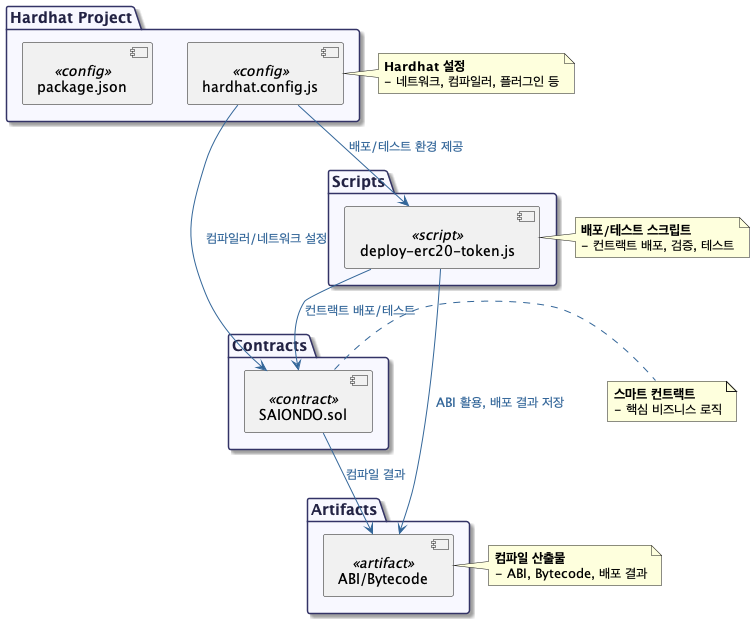 Hardhat Project
«config»
package.json
«config»
hardhat.config.js
Hardhat 설정
- 네트워크, 컴파일러, 플러그인 등
배포/테스트 환경 제공
Scripts
«script»
deploy-erc20-token.js
배포/테스트 스크립트
- 컨트랙트 배포, 검증, 테스트
컴파일러/네트워크 설정
컨트랙트 배포/테스트
Contracts
«contract»
SAIONDO.sol
스마트 컨트랙트
- 핵심 비즈니스 로직
ABI 활용, 배포 결과 저장
컴파일 결과
Artifacts
«artifact»
ABI/Bytecode
컴파일 산출물
- ABI, Bytecode, 배포 결과